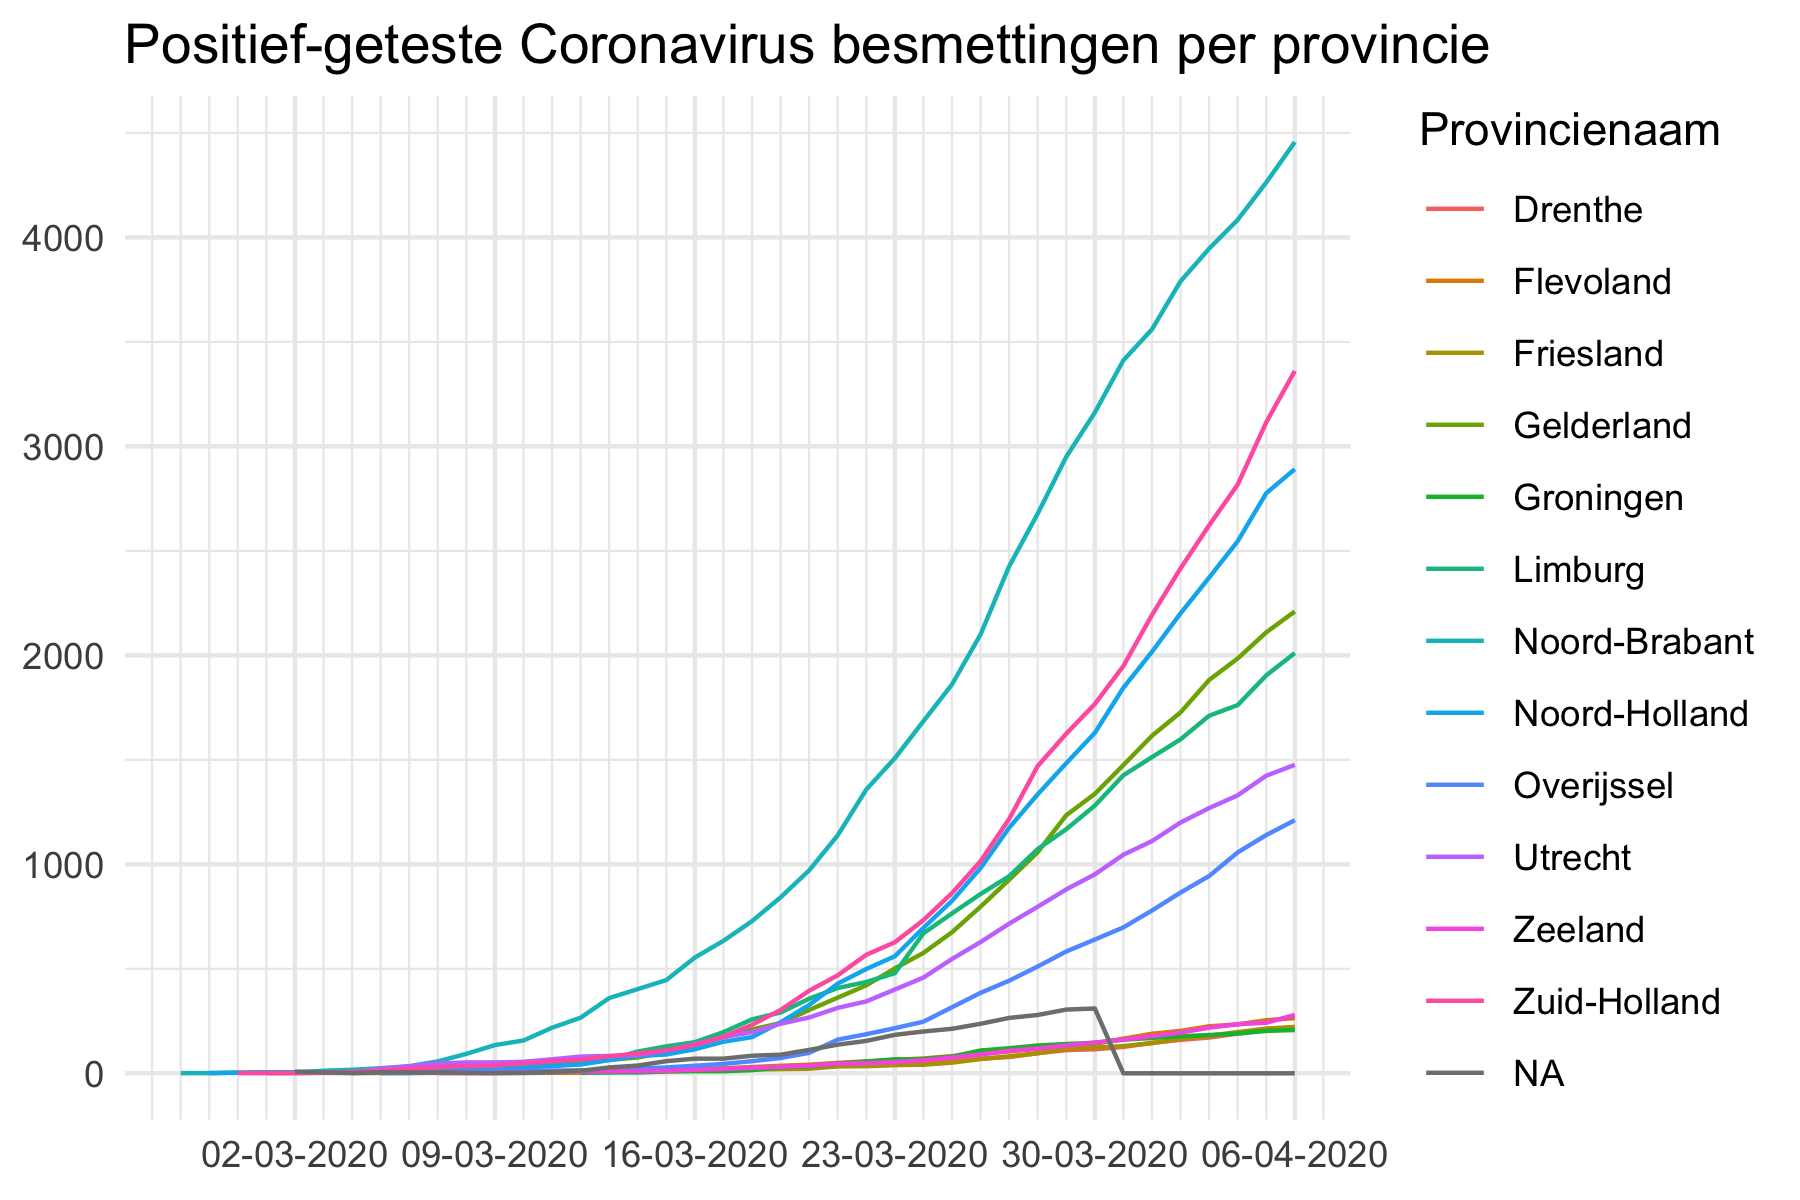 Positief-geteste Coronavirus besmettingen per provincie
4000
3000
2000
1000
0
02-03-2020 09-03-2020 16-03-2020 23-03-2020 30-03-2020 06-04-2020
Provincienaam
Drenthe
Flevoland
Friesland
Gelderland
Groningen
Limburg
Noord-Brabant
Noord-Holland
Overijssel
Utrecht
Zeeland
Zuid-Holland
NA